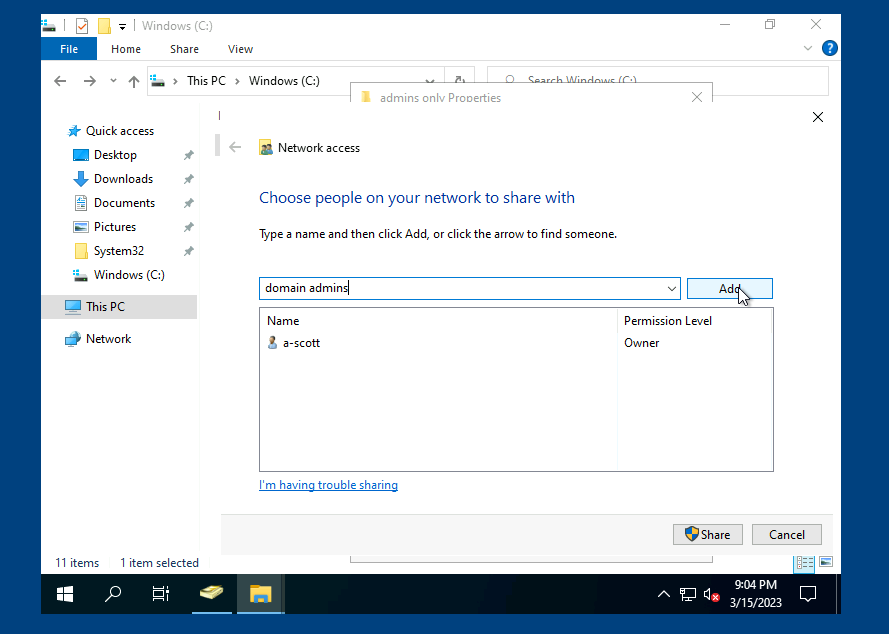 Windows (C:)
File Home Share View
This PC > Windows (C:)
Search Windows (C:)
admins only Properties
Quick access
Desktop
Downloads
Documents
Pictures
System32
Windows (C:)
This PC
Network
Network access
Choose people on your network to share with
Type a name and then click Add, or click the arrow to find someone.
domain admins
Add
Name Permission Level
a-scott Owner
I'm having trouble sharing
Share Cancel
11 items 1 item selected
9:04 PM
3/15/2023